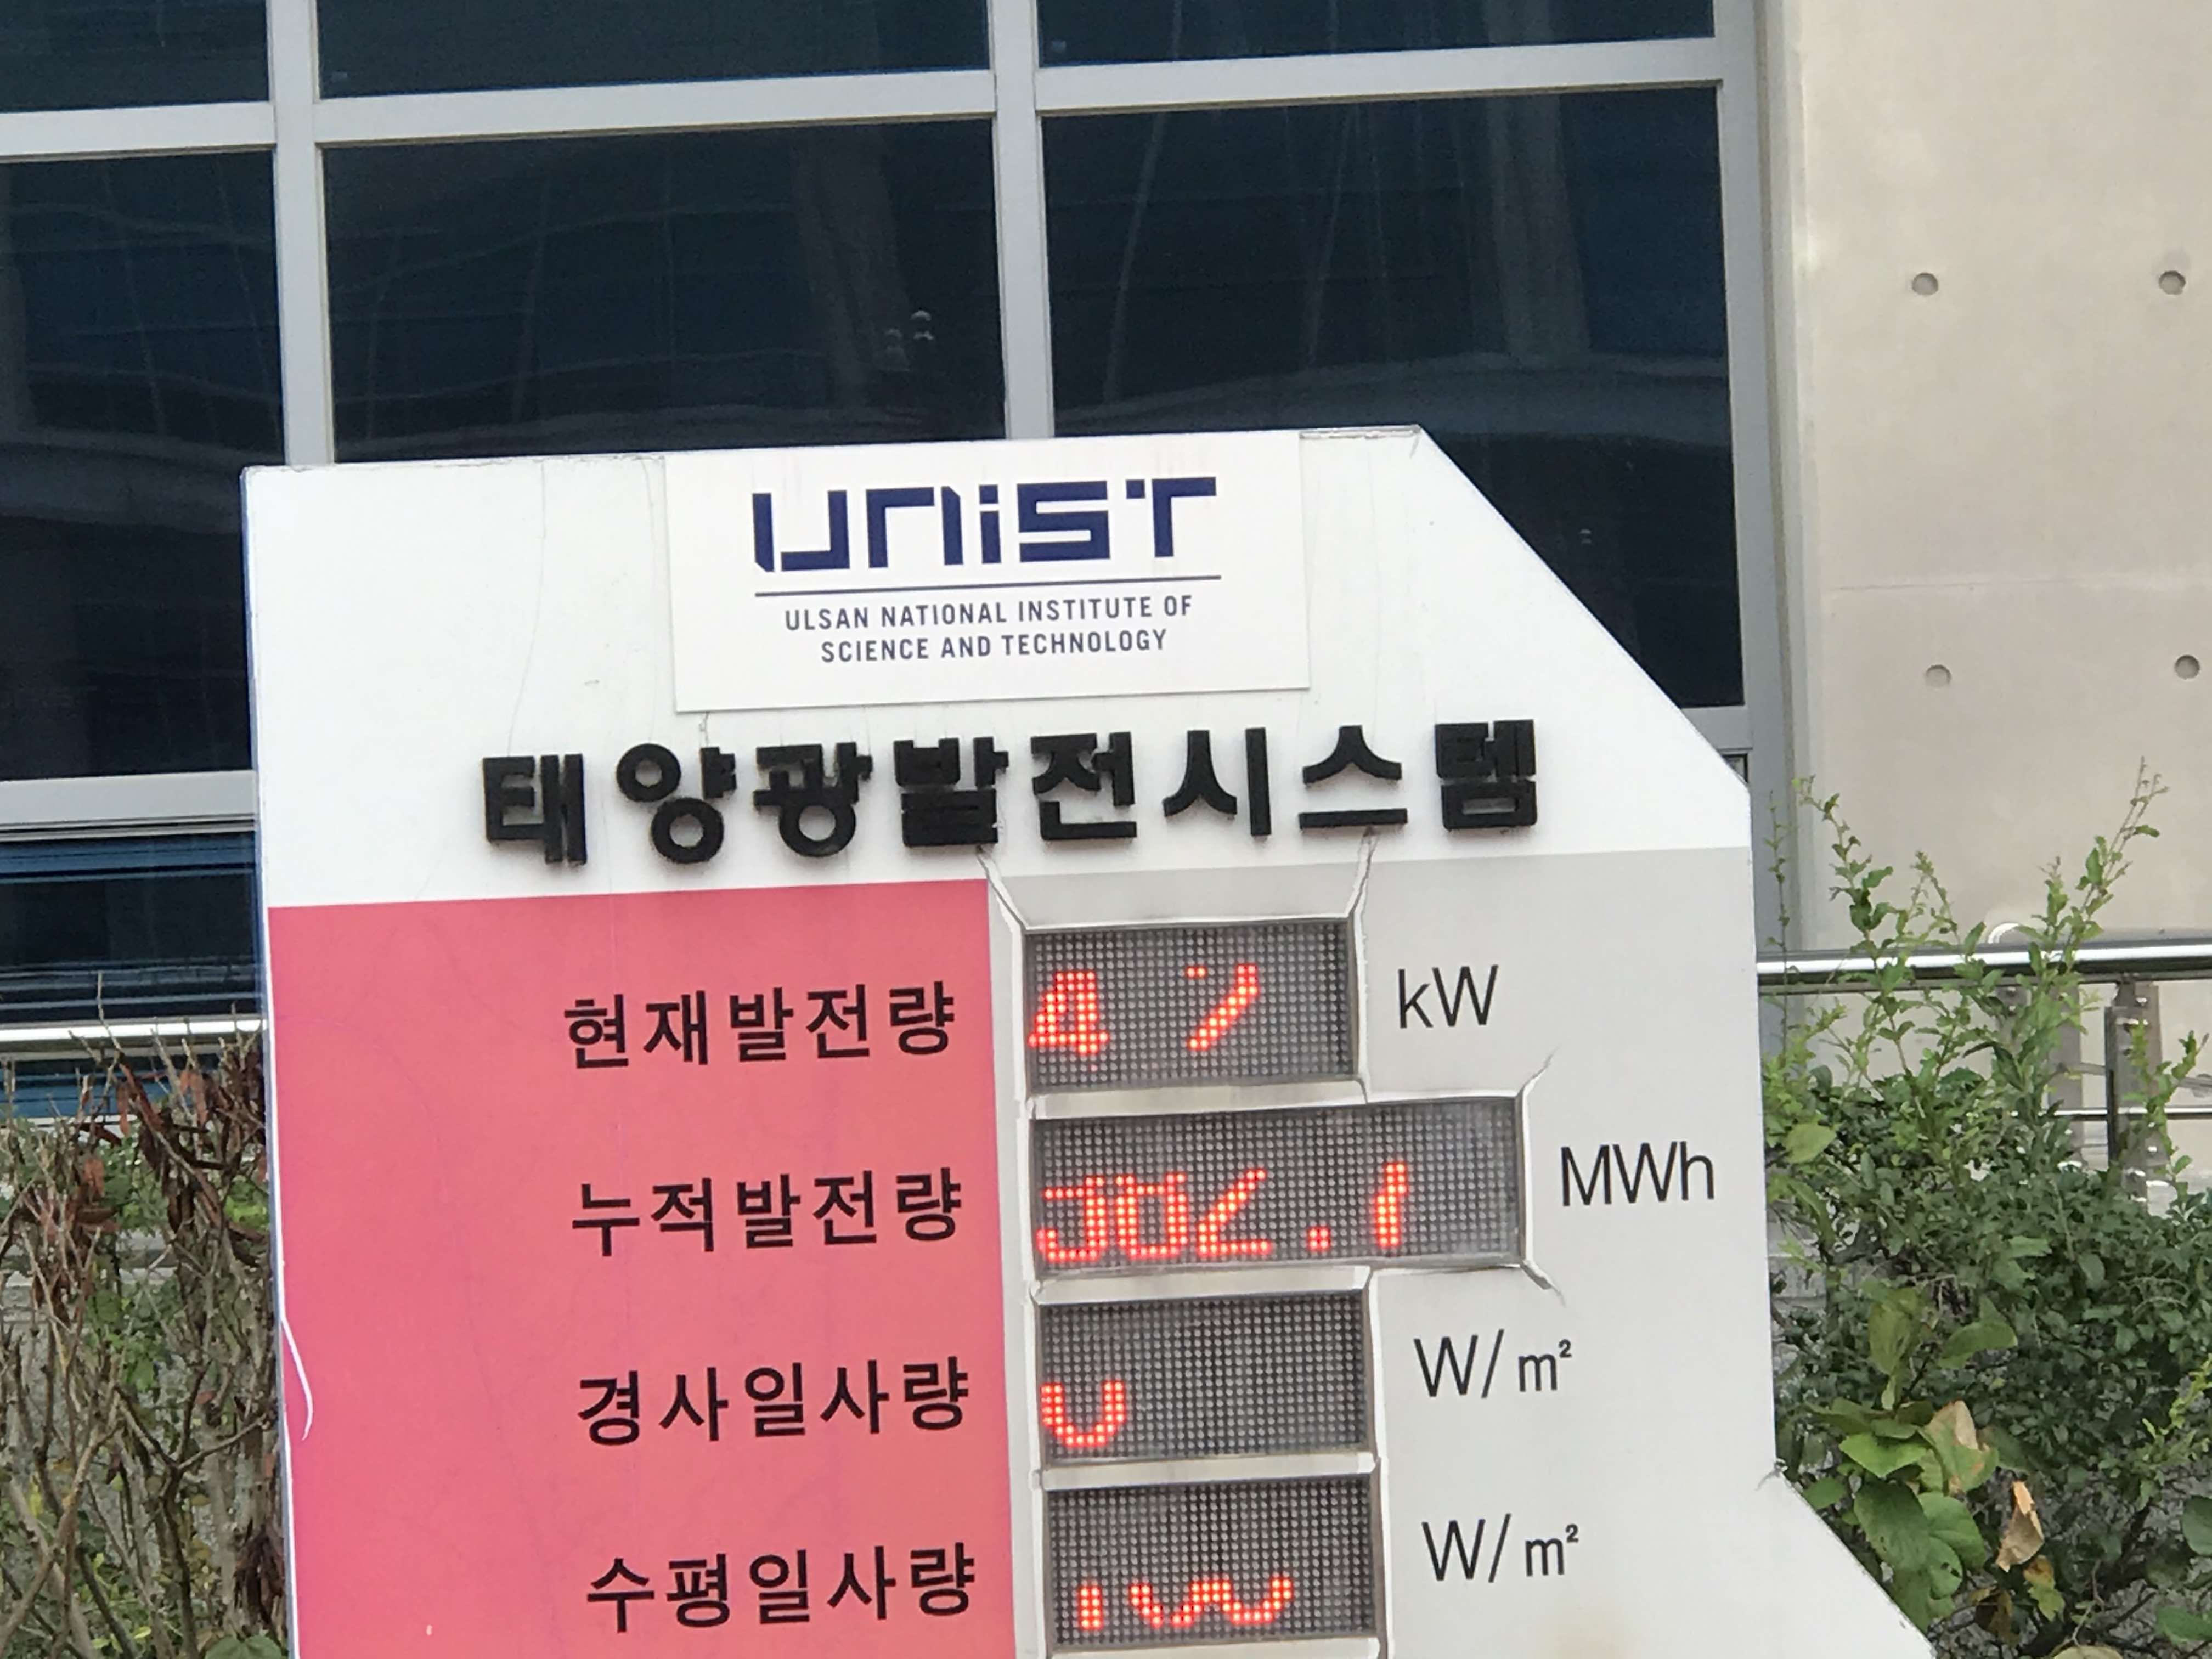 UNIST
ULSAN NATIONAL INSTITUTE OF
SCIENCE AND TECHNOLOGY
태양광발전시스템
현재발전량 kW
누적발전량 MWh
경사일사량 W/m²
수평일사량 W/m²